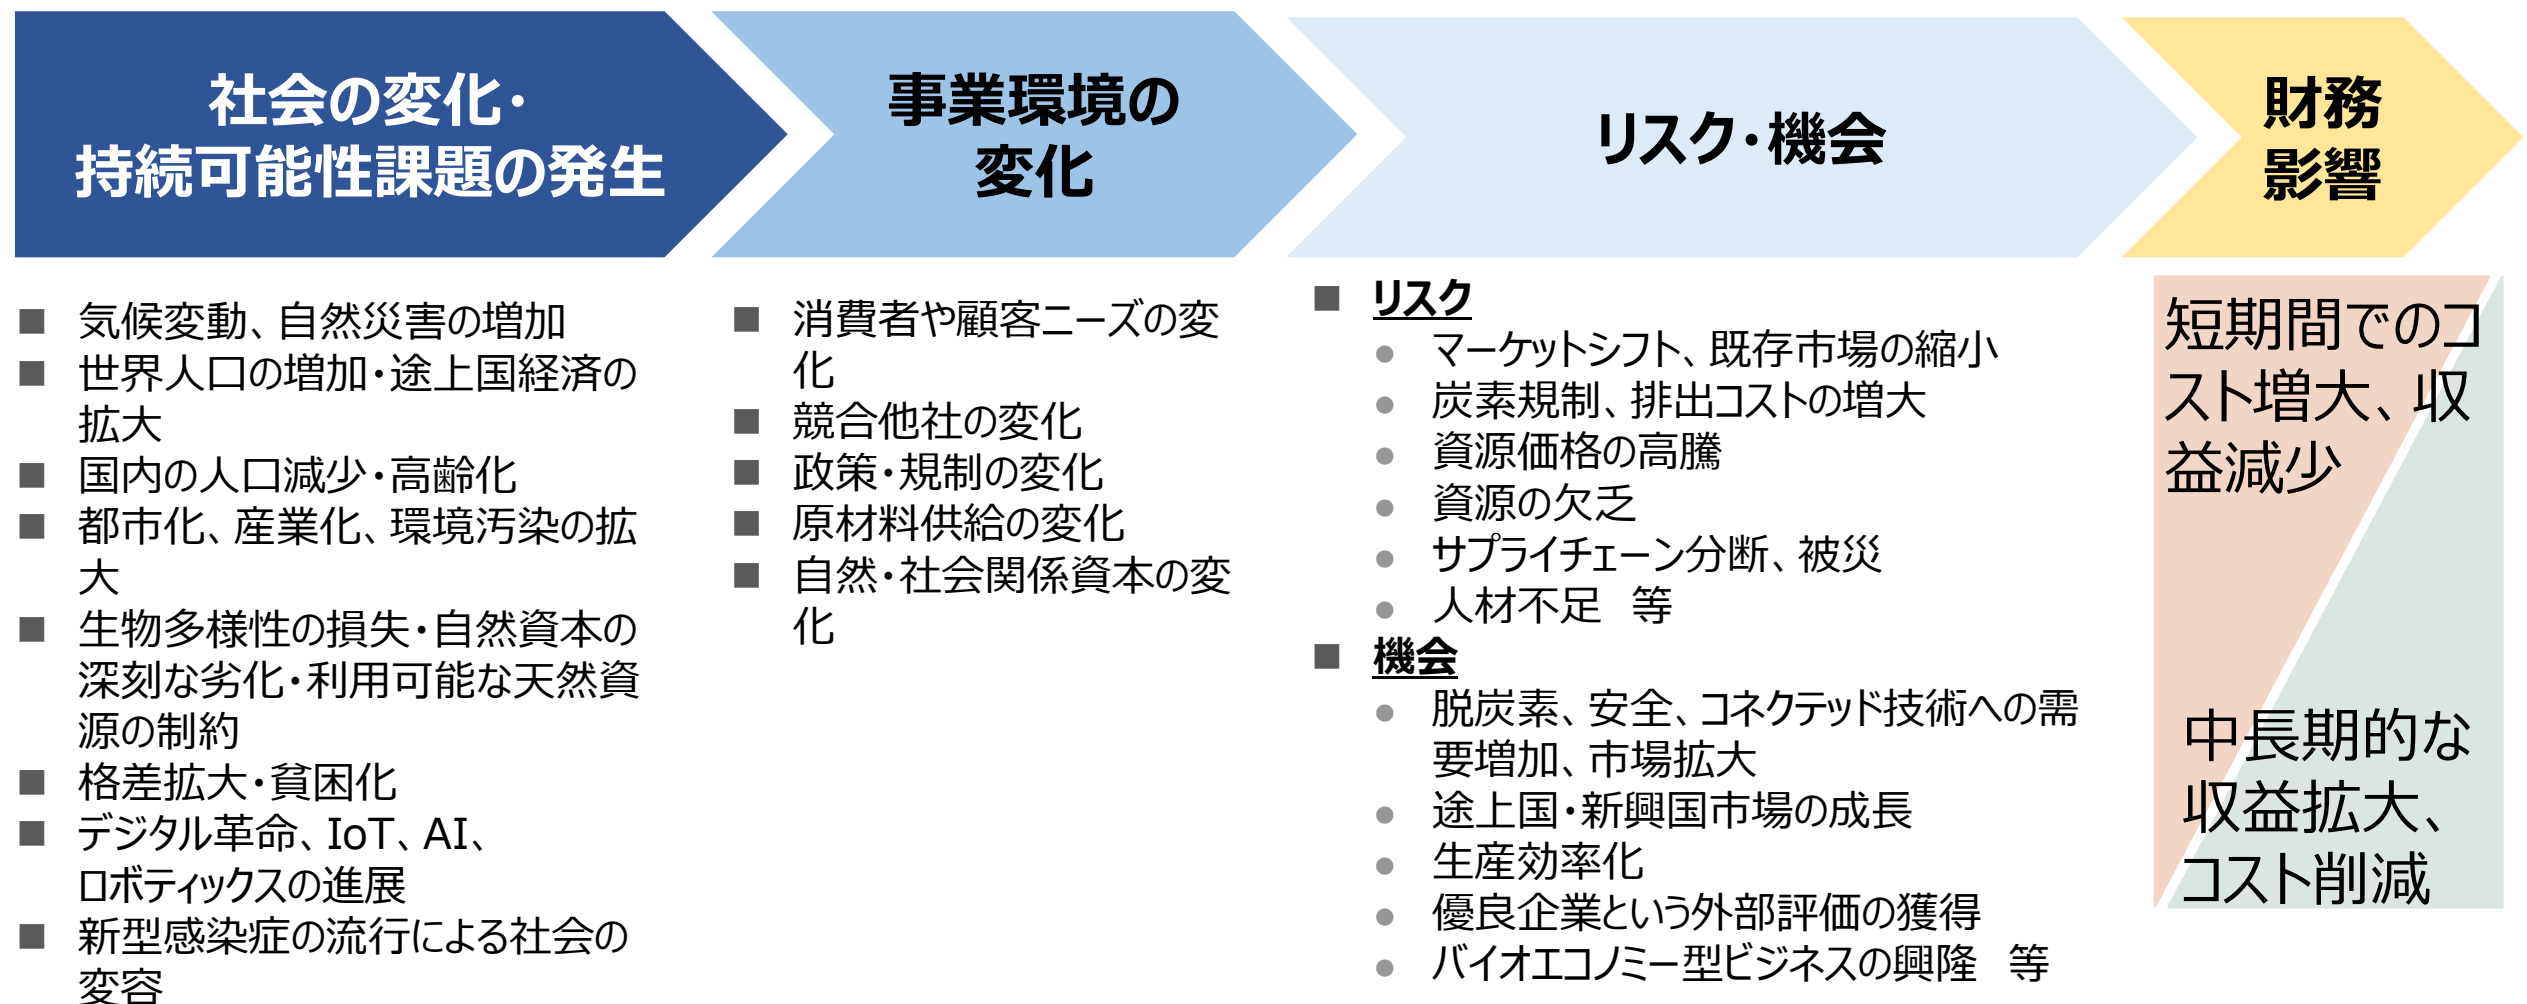 社会の変化・
持続可能性課題の発生
事業環境の
変化
リスク・機会
財務
影響
■ 気候変動、自然災害の増加
■ 世界人口の増加・途上国経済の
拡大
■ 国内の人口減少・高齢化
■ 都市化、産業化、環境汚染の拡
大
■ 生物多様性の損失・自然資本の
深刻な劣化・利用可能な天然資
源の制約
■ 格差拡大・貧困化
■ デジタル革命、IoT、AI、
ロボティックスの進展
■ 新型感染症の流行による社会の
変容
■ 消費者や顧客ニーズの変
化
■ 競合他社の変化
■ 政策・規制の変化
■ 原材料供給の変化
■ 自然・社会関係資本の変
化
■ リスク
● マーケットシフト、既存市場の縮小
● 炭素規制、排出コストの増大
● 資源価格の高騰
● 資源の欠乏
● サプライチェーン分断、被災
● 人材不足　等
■ 機会
● 脱炭素、安全、コネクテッド技術への需
要増加、市場拡大
● 途上国・新興国市場の成長
● 生産効率化
● 優良企業という外部評価の獲得
● バイオエコノミー型ビジネスの興隆　等
短期間でのコ
スト増大、収
益減少
中長期的な
収益拡大、
コスト削減